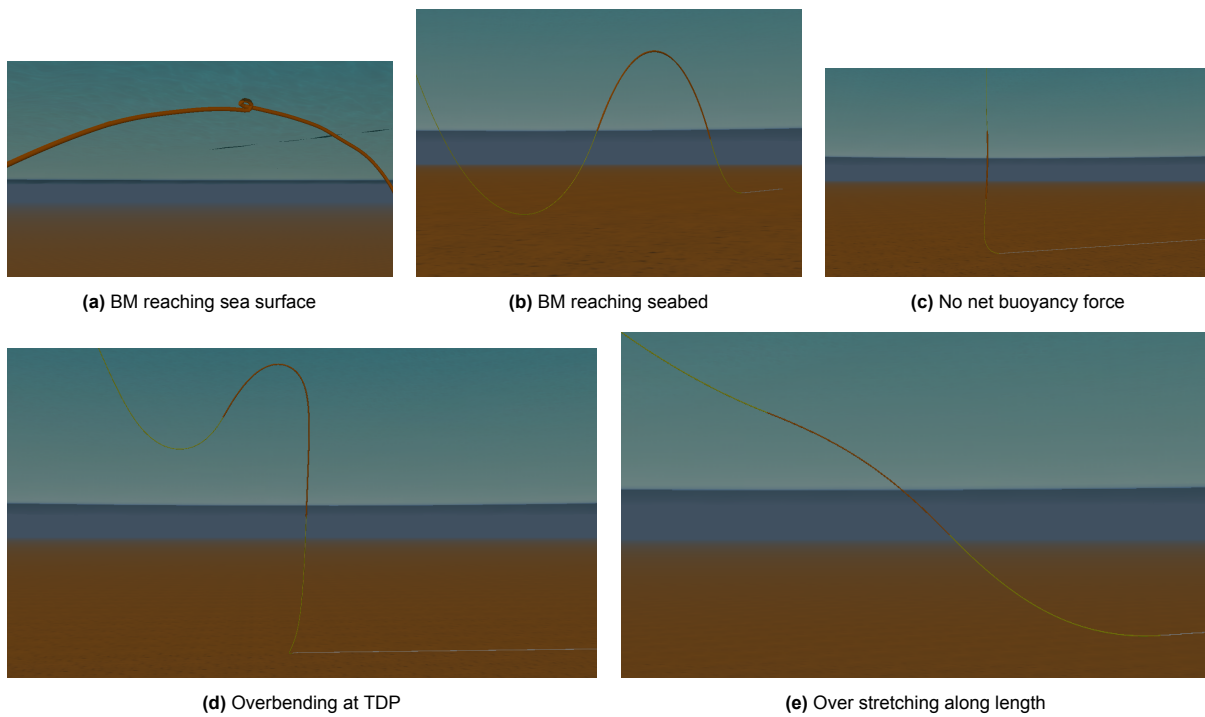 (a) BM reaching sea surface
(b) BM reaching seabed
(c) No net buoyancy force
(d) Overbending at TDP
(e) Over stretching along length